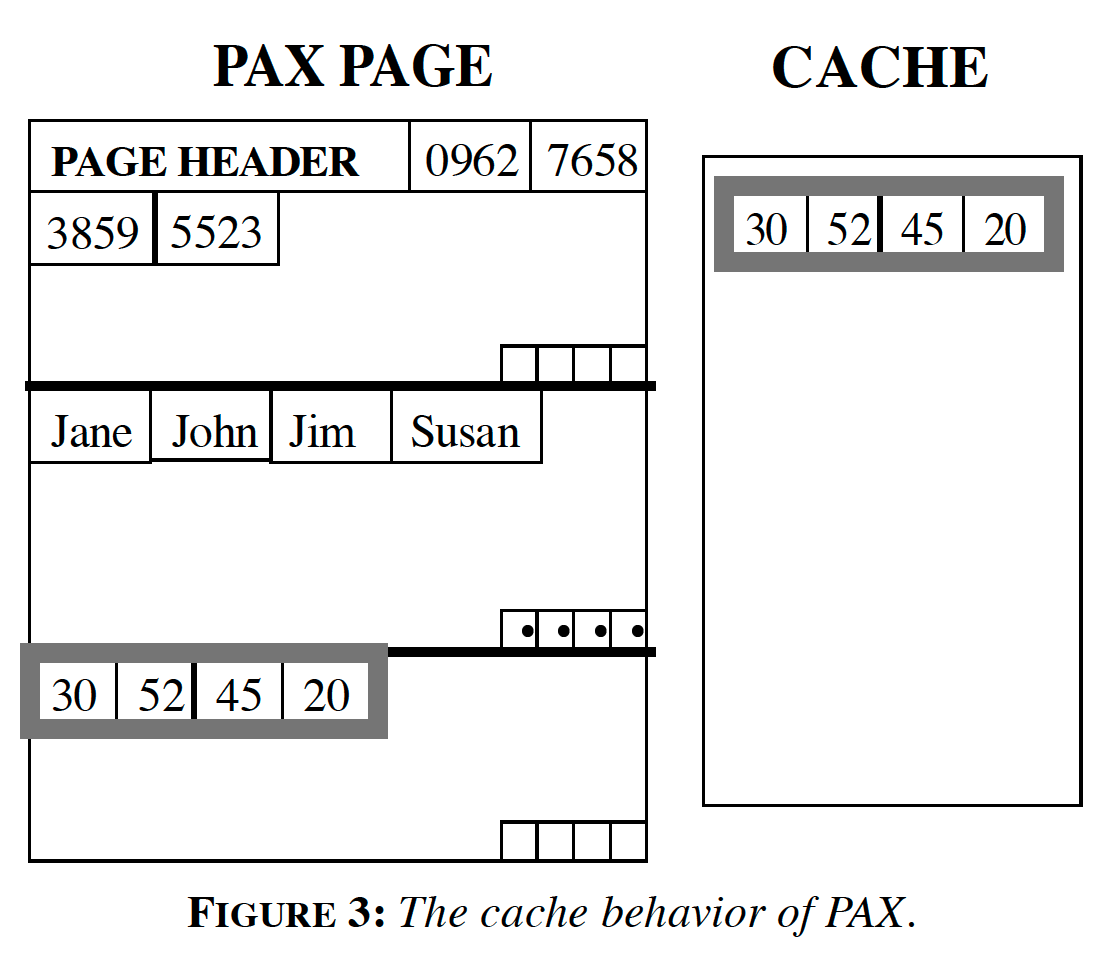 PAX PAGE
CACHE
PAGE HEADER 0962 7658
3859 5523
Jane John Jim Susan
30 52 45 20
30 52 45 20
FIGURE 3: The cache behavior of PAX.